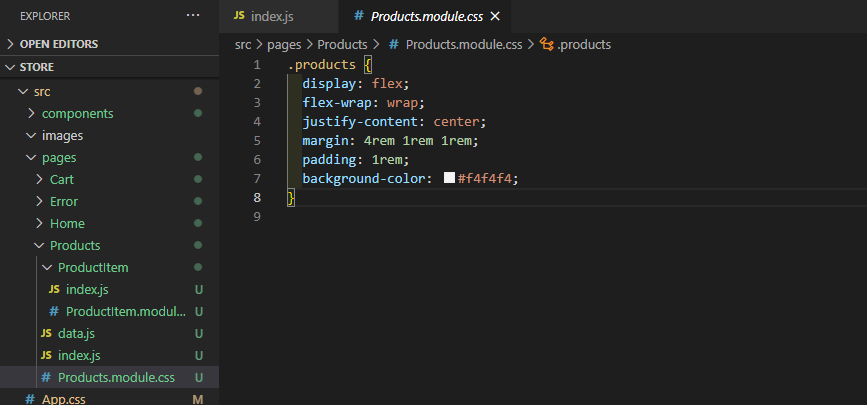 EXPLORER ···
OPEN EDITORS
STORE
src
components
images
pages
Cart
Error
Home
Products
ProductItem
JS index.js U
# ProductItem.modul... U
JS data.js U
JS index.js U
# Products.module.css U
# App.css M
JS index.js
# Products.module.css ×
src > pages > Products > # Products.module.css > .products
1 .products {
2 display: flex;
3 flex-wrap: wrap;
4 justify-content: center;
5 margin: 4rem 1rem 1rem;
6 padding: 1rem;
7 background-color: #f4f4f4;
8 }
9